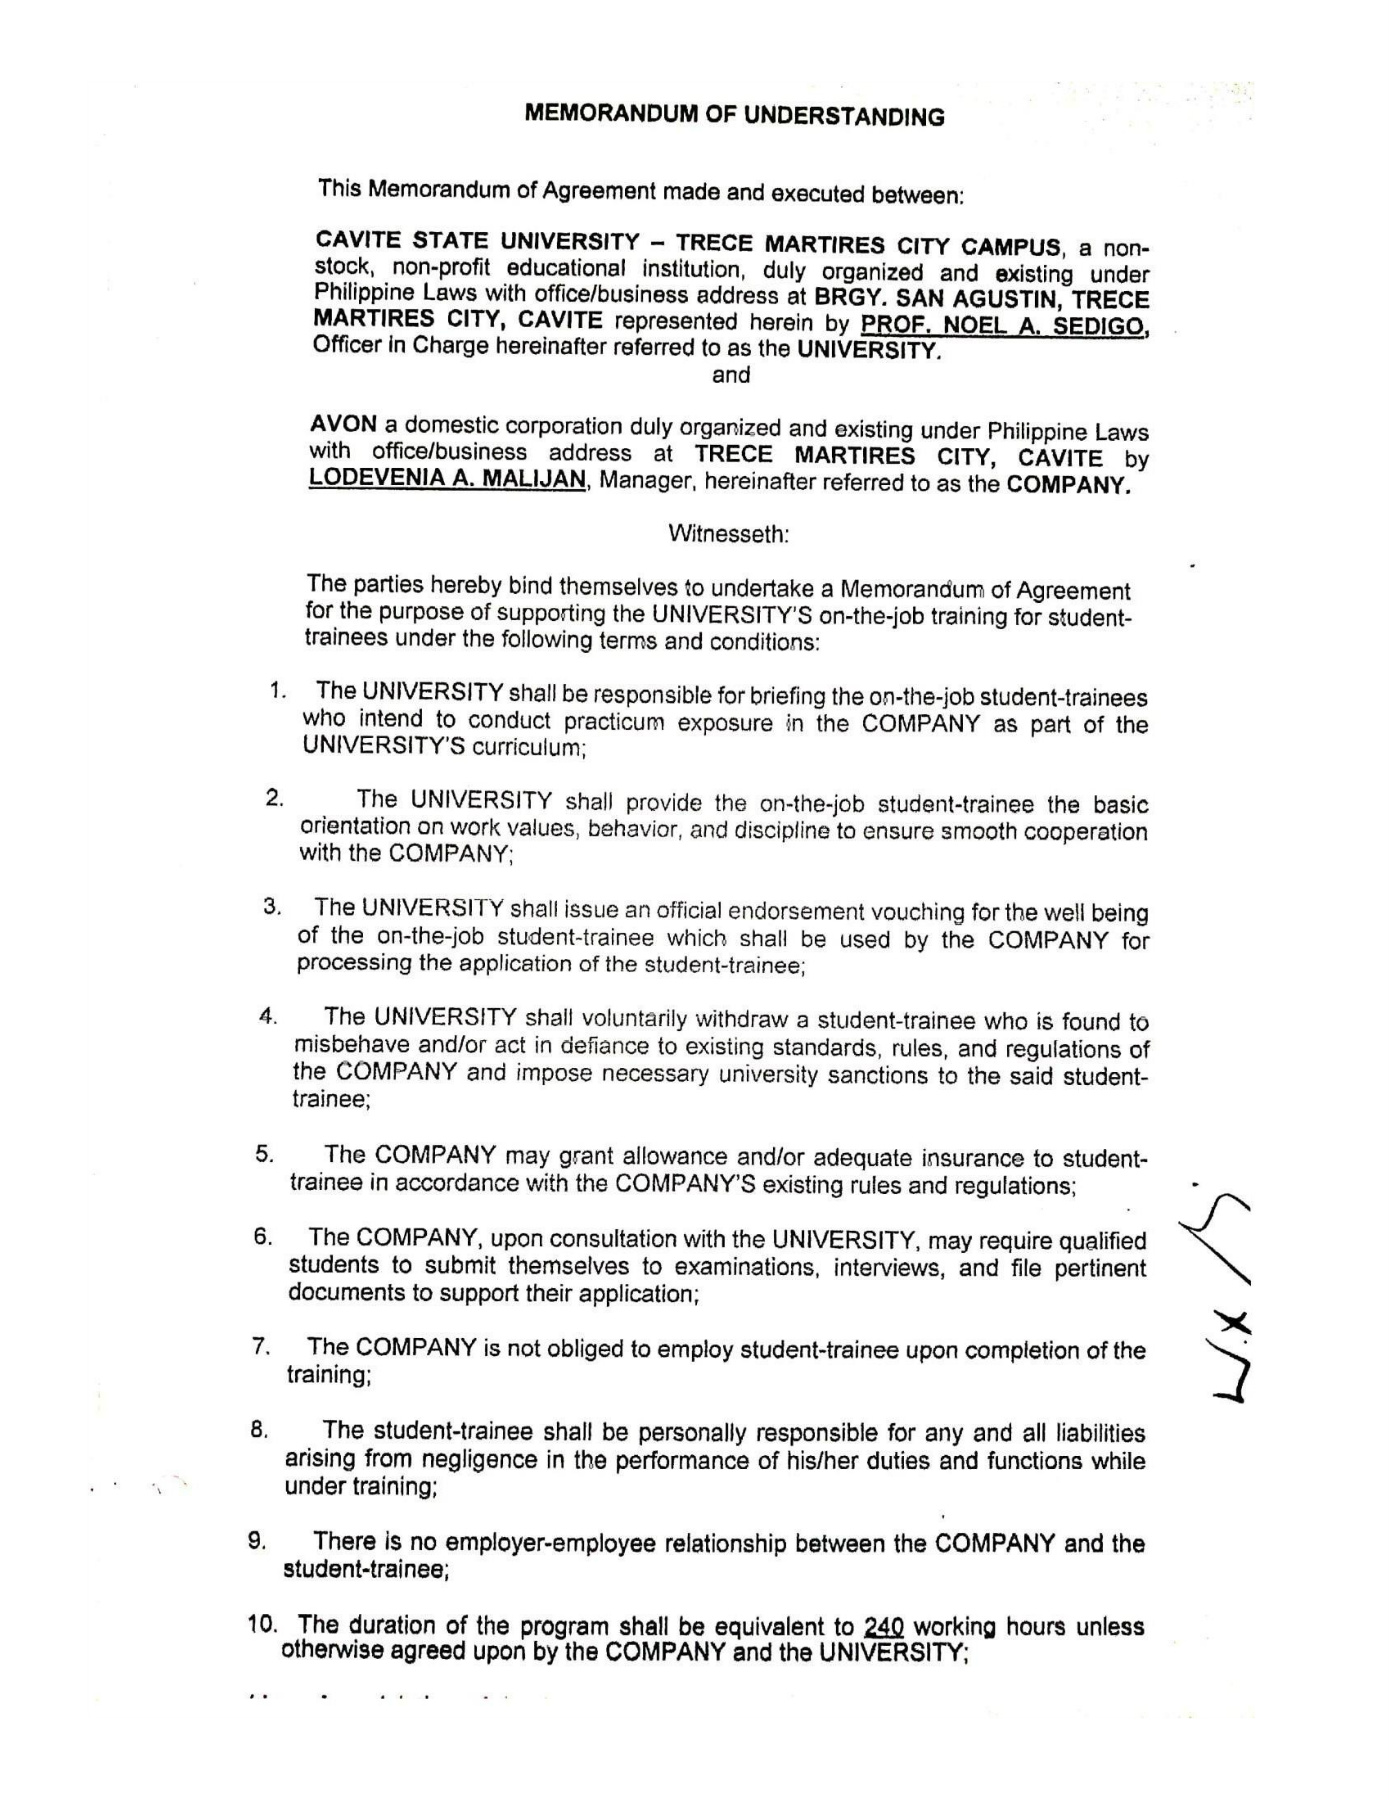 MEMORANDUM OF UNDERSTANDING
This Memorandum of Agreement made and executed between:
CAVITE STATE UNIVERSITY – TRECE MARTIRES CITY CAMPUS, a non-
stock, non-profit educational institution, duly organized and existing under
Philippine Laws with office/business address at BRGY. SAN AGUSTIN, TRECE
MARTIRES CITY, CAVITE represented herein by PROF. NOEL A. SEDIGO,
Officer in Charge hereinafter referred to as the UNIVERSITY.
and
AVON a domestic corporation duly organized and existing under Philippine Laws
with office/business address at TRECE MARTIRES CITY, CAVITE by
LODEVENIA A. MALIJAN, Manager, hereinafter referred to as the COMPANY.
Witnesseth:
The parties hereby bind themselves to undertake a Memorandum of Agreement
for the purpose of supporting the UNIVERSITY'S on-the-job training for student-
trainees under the following terms and conditions:
1. The UNIVERSITY shall be responsible for briefing the on-the-job student-trainees
who intend to conduct practicum exposure in the COMPANY as part of the
UNIVERSITY'S curriculum;
2. The UNIVERSITY shall provide the on-the-job student-trainee the basic
orientation on work values, behavior, and discipline to ensure smooth cooperation
with the COMPANY;
3. The UNIVERSITY shall issue an official endorsement vouching for the well being
of the on-the-job student-trainee which shall be used by the COMPANY for
processing the application of the student-trainee;
4. The UNIVERSITY shall voluntarily withdraw a student-trainee who is found to
misbehave and/or act in defiance to existing standards, rules, and regulations of
the COMPANY and impose necessary university sanctions to the said student-
trainee;
5. The COMPANY may grant allowance and/or adequate insurance to student-
trainee in accordance with the COMPANY'S existing rules and regulations;
6. The COMPANY, upon consultation with the UNIVERSITY, may require qualified
students to submit themselves to examinations, interviews, and file pertinent
documents to support their application;
7. The COMPANY is not obliged to employ student-trainee upon completion of the
training;
8. The student-trainee shall be personally responsible for any and all liabilities
arising from negligence in the performance of his/her duties and functions while
under training;
9. There is no employer-employee relationship between the COMPANY and the
student-trainee;
10. The duration of the program shall be equivalent to 240 working hours unless
otherwise agreed upon by the COMPANY and the UNIVERSITY;